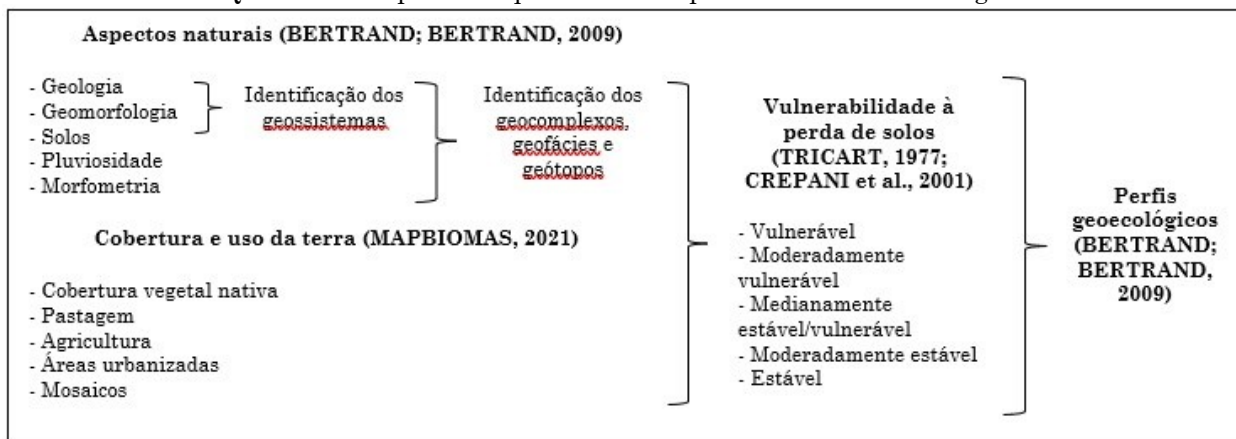 Aspectos naturais (BERTRAND; BERTRAND, 2009)
- Geologia
- Geomorfologia
- Solos
- Pluviosidade
- Morfometria
Identificação dos
geossistemas
Identificação dos
geocomplexos,
geofácies e
geótopos
Cobertura e uso da terra (MAPBIOMAS, 2021)
- Cobertura vegetal nativa
- Pastagem
- Agricultura
- Áreas urbanizadas
- Mosaicos
Vulnerabilidade à
perda de solos
(TRICART, 1977;
CREPANI et al., 2001)
- Vulnerável
- Moderadamente
vulnerável
- Medianamente
estável/vulnerável
- Moderadamente estável
- Estável
Perfis
geoecológicos
(BERTRAND;
BERTRAND,
2009)